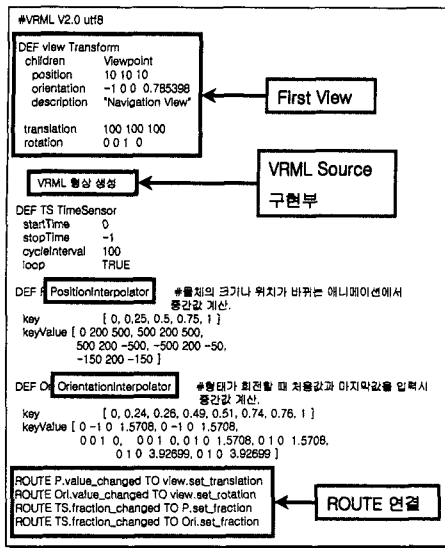 #VRML V2.0 utf8
DEF view Transform
children Viewpoint
position 10 10 10
orientation -1 0 0 0.785398
description "Navigation View"
translation 100 100 100
rotation 0 0 1 0
First View
VRML 형상 생성
VRML Source
구현부
DEF TS TimeSensor
startTime 0
stopTime -1
cycleInterval 100
loop TRUE
DEF PositionInterpolator #물체의 크기나 위치가 바뀌는 애니메이션에서
중간값 계산.
key [ 0, 0.25, 0.5, 0.75, 1 ]
keyValue [ 0 200 500, 500 200 500,
500 200 -500, -500 200 -50,
-150 200 -150 ]
DEF OrientationInterpolator #형태가 회전할 때 처음값과 마지막값을 입력시
중간값 계산.
key [ 0, 0.24, 0.26, 0.49, 0.51, 0.74, 0.76, 1 ]
keyValue [ 0 -1 0 1.5708, 0 -1 0 1.5708,
0 0 1 0, 0 0 1 0, 0 1 0 1.5708, 0 1 0 1.5708,
0 1 0 3.92699, 0 1 0 3.92699 ]
ROUTE P.value_changed TO view.set_translation
ROUTE Ori.value_changed TO view.set_rotation
ROUTE TS.fraction_changed TO P.set_fraction
ROUTE TS.fraction_changed TO Ori.set_fraction
ROUTE 연결